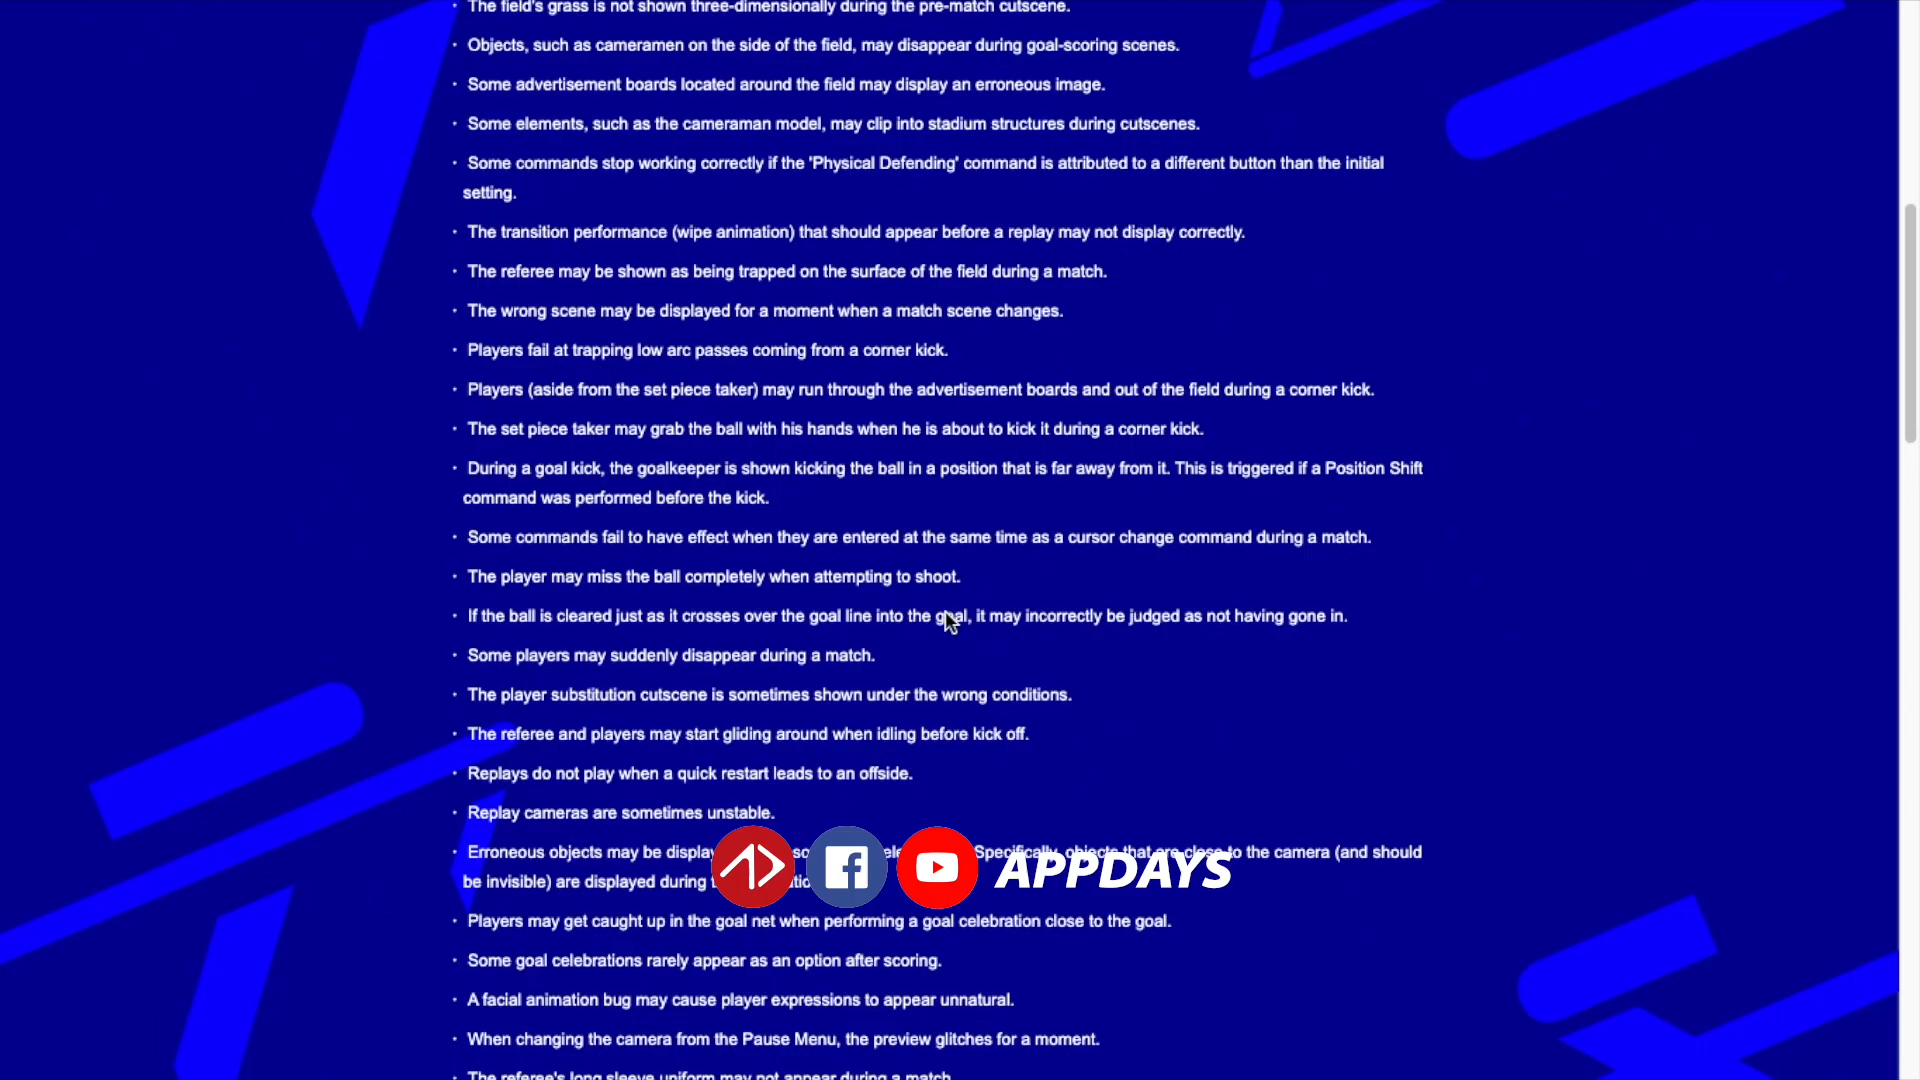 · The field's grass is not shown three-dimensionally during the pre-match cutscene.
· Objects, such as cameramen on the side of the field, may disappear during goal-scoring scenes.
· Some advertisement boards located around the field may display an erroneous image.
· Some elements, such as the cameraman model, may clip into stadium structures during cutscenes.
· Some commands stop working correctly if the 'Physical Defending' command is attributed to a different button than the initial
setting.
· The transition performance (wipe animation) that should appear before a replay may not display correctly.
· The referee may be shown as being trapped on the surface of the field during a match.
· The wrong scene may be displayed for a moment when a match scene changes.
· Players fail at trapping low arc passes coming from a corner kick.
· Players (aside from the set piece taker) may run through the advertisement boards and out of the field during a corner kick.
· The set piece taker may grab the ball with his hands when he is about to kick it during a corner kick.
· During a goal kick, the goalkeeper is shown kicking the ball in a position that is far away from it. This is triggered if a Position Shift
command was performed before the kick.
· Some commands fail to have effect when they are entered at the same time as a cursor change command during a match.
· The player may miss the ball completely when attempting to shoot.
· If the ball is cleared just as it crosses over the goal line into the goal, it may incorrectly be judged as not having gone in.
· Some players may suddenly disappear during a match.
· The player substitution cutscene is sometimes shown under the wrong conditions.
· The referee and players may start gliding around when idling before kick off.
· Replays do not play when a quick restart leads to an offside.
· Replay cameras are sometimes unstable.
· Erroneous objects may be Specifically, objects that are close to the camera (and should
APPDAYS
be invisible) are displayed during
· Players may get caught up in the goal net when performing a goal celebration close to the goal.
· Some goal celebrations rarely appear as an option after scoring.
· A facial animation bug may cause player expressions to appear unnatural.
· When changing the camera from the Pause Menu, the preview glitches for a moment.
· The referee's long sleeve uniform may not appear during a match.